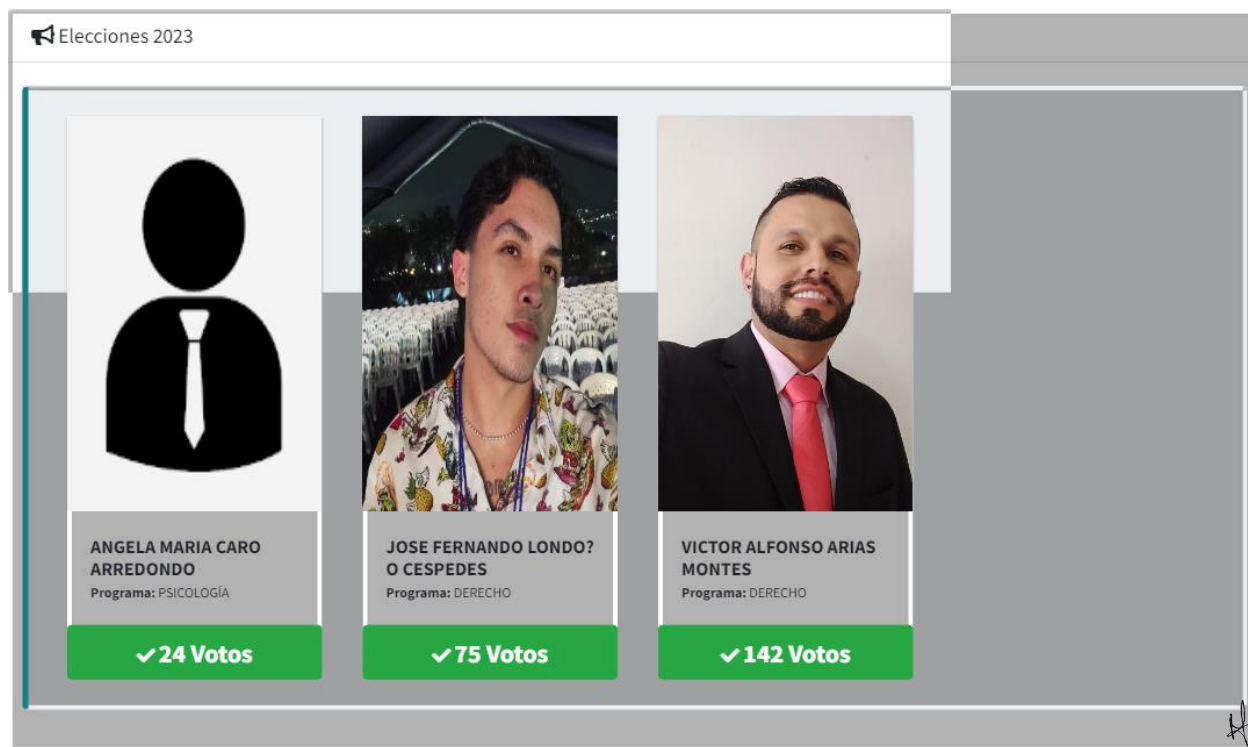 Elecciones 2023
ANGELA MARIA CARO
ARREDONDO
Programa: PSICOLOGÍA
24 Votos
JOSE FERNANDO LONDO?
O CESPEDES
Programa: DERECHO
75 Votos
VICTOR ALFONSO ARIAS
MONTES
Programa: DERECHO
142 Votos